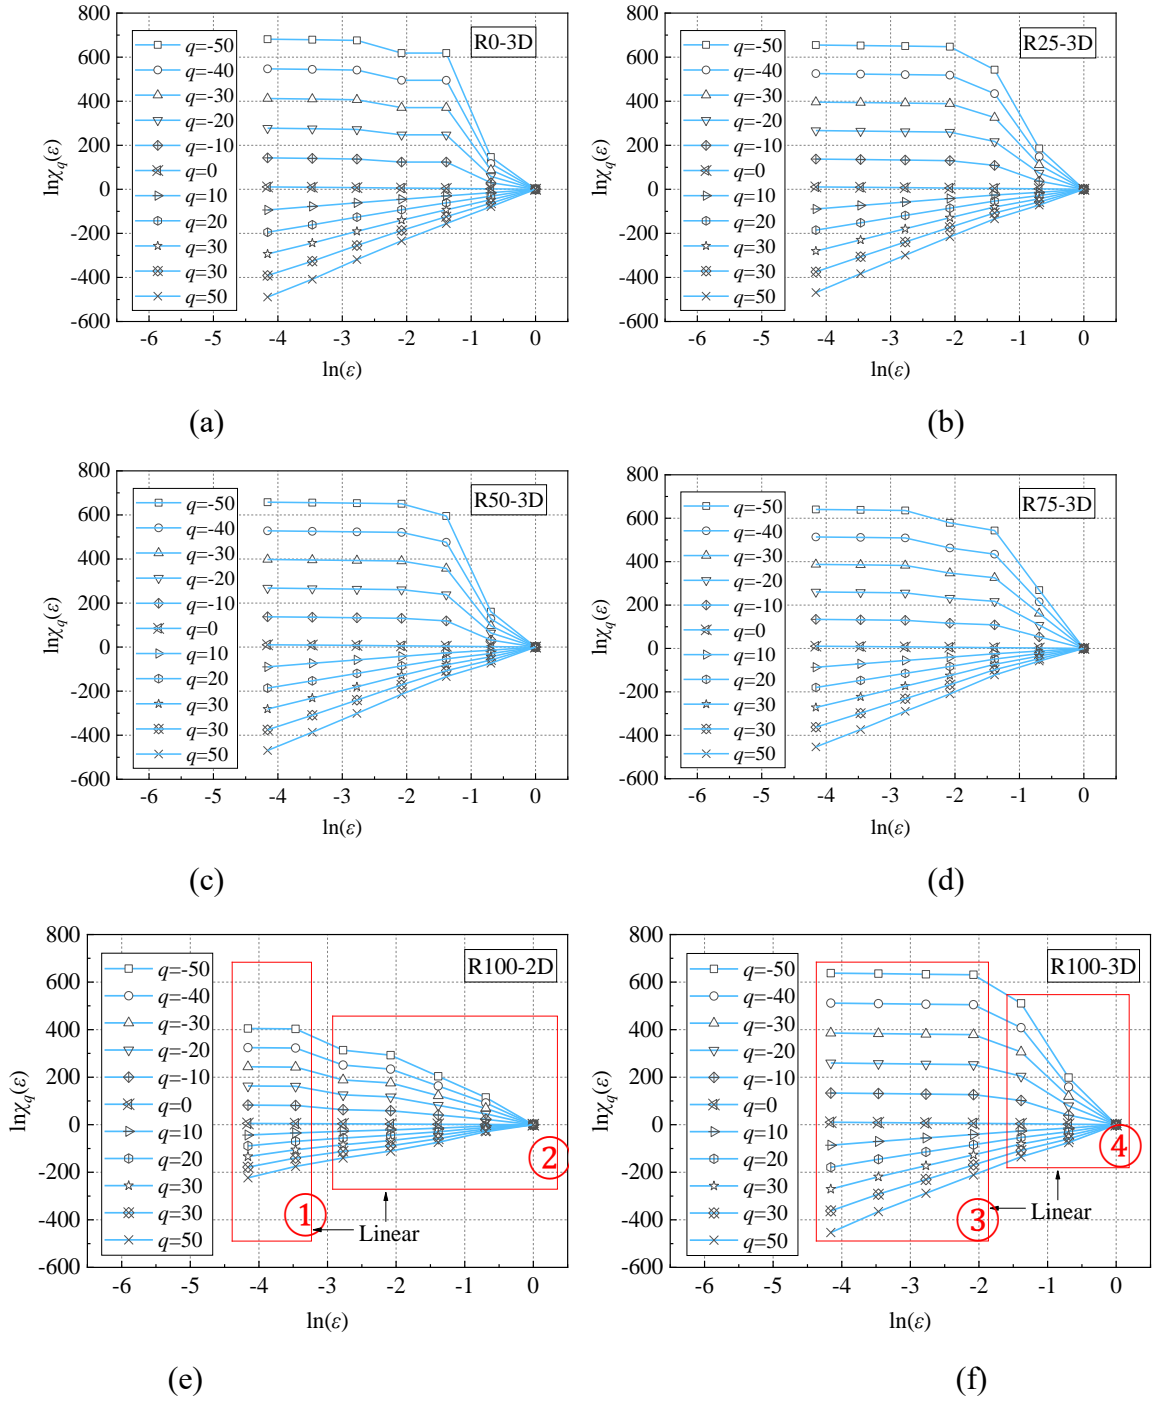 800
600
400
200
0
-200
-400
-600
lnχq(ε)
q=-50
q=-40
q=-30
q=-20
q=-10
q=0
q=10
q=20
q=30
q=30
q=50
R0-3D
-6 -5 -4 -3 -2 -1 0
ln(ε)
(a)
800
600
400
200
0
-200
-400
-600
lnχq(ε)
q=-50
q=-40
q=-30
q=-20
q=-10
q=0
q=10
q=20
q=30
q=30
q=50
R25-3D
-6 -5 -4 -3 -2 -1 0
ln(ε)
(b)
800
600
400
200
0
-200
-400
-600
lnχq(ε)
q=-50
q=-40
q=-30
q=-20
q=-10
q=0
q=10
q=20
q=30
q=30
q=50
R50-3D
-6 -5 -4 -3 -2 -1 0
ln(ε)
(c)
800
600
400
200
0
-200
-400
-600
lnχq(ε)
q=-50
q=-40
q=-30
q=-20
q=-10
q=0
q=10
q=20
q=30
q=30
q=50
R75-3D
-6 -5 -4 -3 -2 -1 0
ln(ε)
(d)
800
600
400
200
0
-200
-400
-600
lnχq(ε)
q=-50
q=-40
q=-30
q=-20
q=-10
q=0
q=10
q=20
q=30
q=30
q=50
R100-2D
2
1
Linear
-6 -5 -4 -3 -2 -1 0
ln(ε)
(e)
800
600
400
200
0
-200
-400
-600
lnχq(ε)
q=-50
q=-40
q=-30
q=-20
q=-10
q=0
q=10
q=20
q=30
q=30
q=50
R100-3D
4
3
Linear
-6 -5 -4 -3 -2 -1 0
ln(ε)
(f)